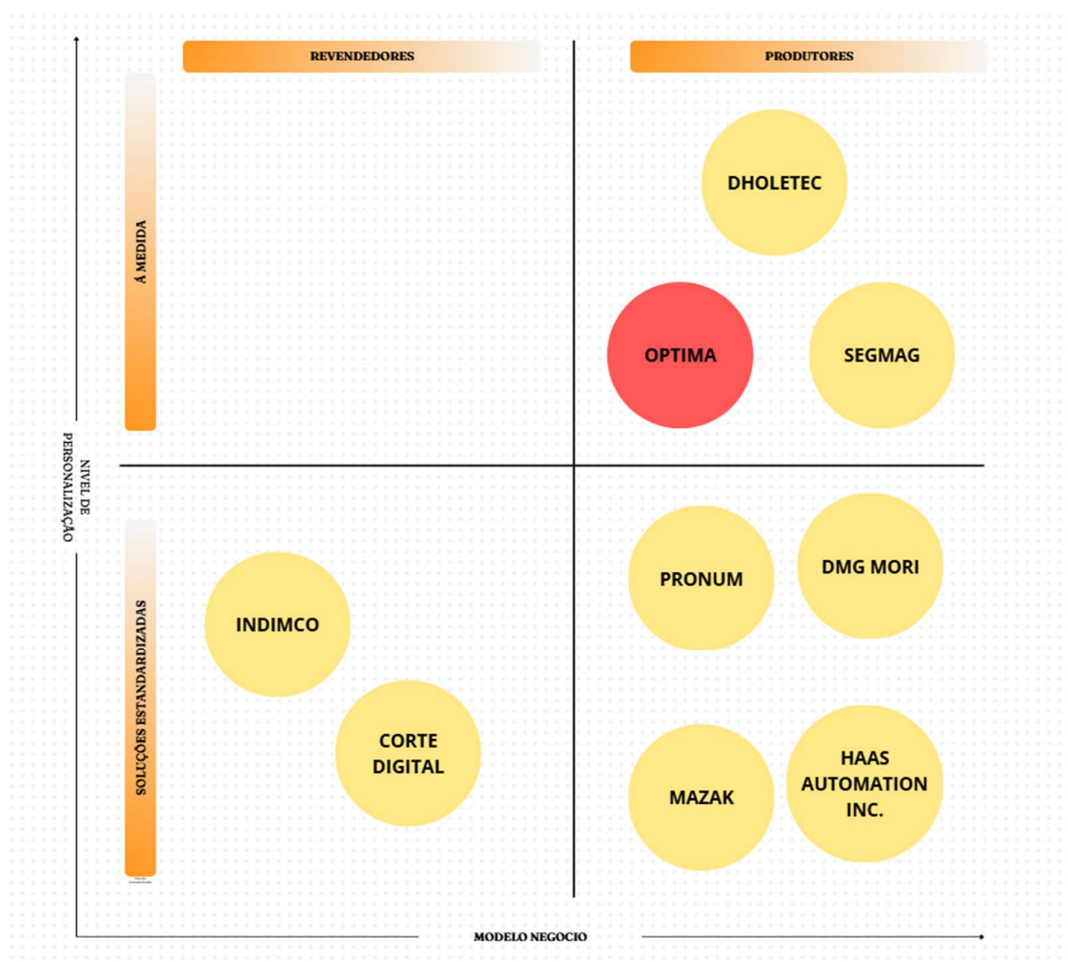 REVENDEDORES
PRODUTORES
Á MEDIDA
DHOLETEC
OPTIMA
SEGMAG
NIVEL DE
PERSONALIZAÇÃO
SOLUÇÕES ESTANDARDIZADAS
INDIMCO
CORTE
DIGITAL
PRONUM
DMG MORI
MAZAK
HAAS
AUTOMATION
INC.
MODELO NEGOCIO